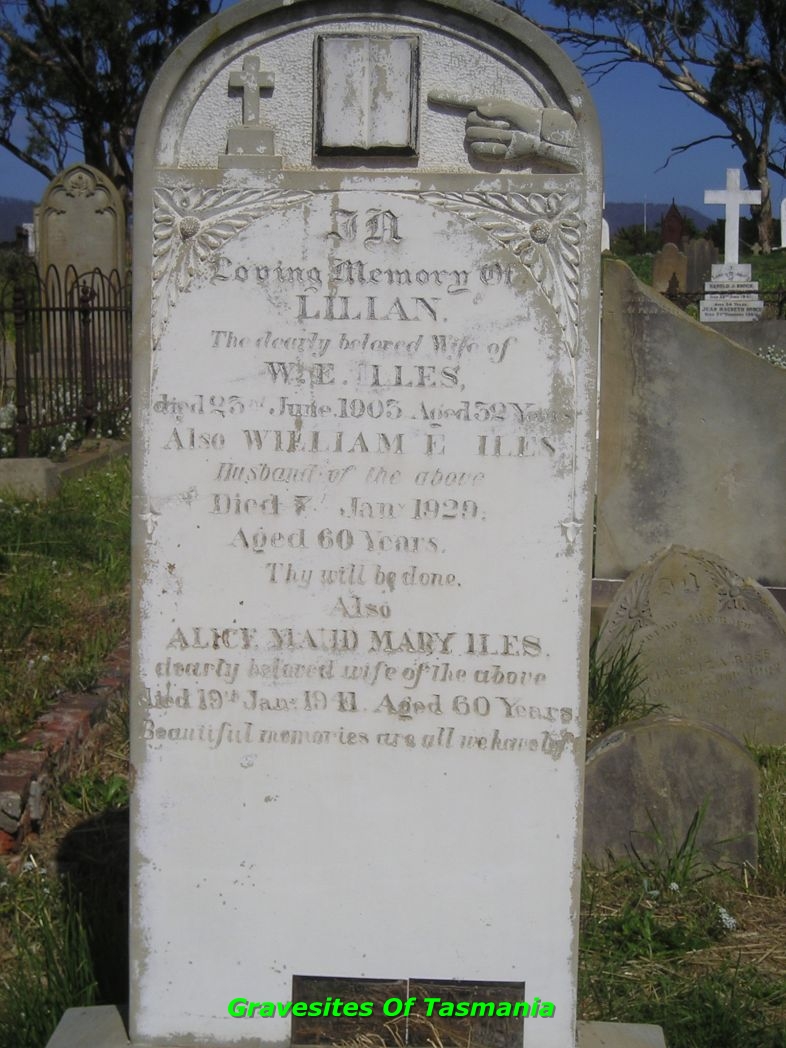 IN
Loving Memory Of
LILIAN.
The dearly beloved Wife of
W. E. ILES,
died 23rd June 1903 Aged 32 Years
Also WILLIAM E ILES
Husband of the above
Died 7th Jany 1929.
Aged 60 Years.
Thy will be done.
Also
ALICE MAUD MARY ILES.
dearly beloved wife of the above
died 19th Jany 1941. Aged 60 Years
Beautiful memories are all we have left
Gravesites Of Tasmania